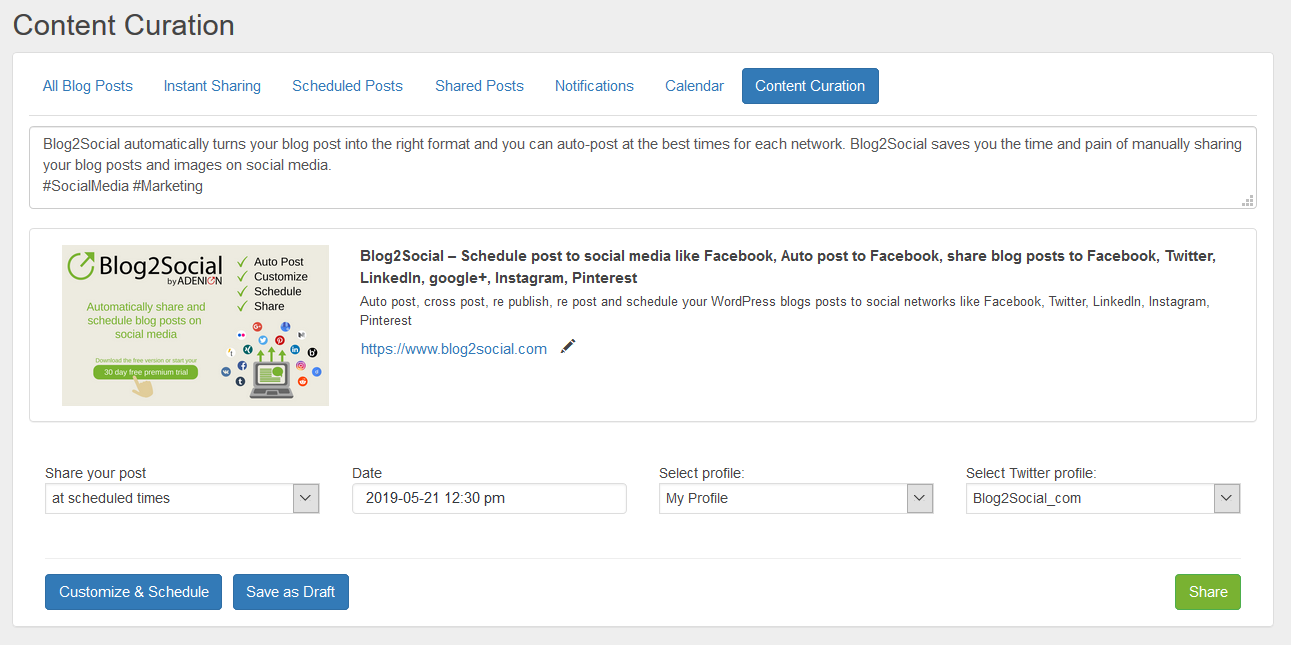 Content Curation
All Blog Posts
Instant Sharing
Scheduled Posts
Shared Posts
Notifications
Calendar
Content Curation
Blog2Social automatically turns your blog post into the right format and you can auto-post at the best times for each network. Blog2Social saves you the time and pain of manually sharing
your blog posts and images on social media.
#SocialMedia #Marketing
Blog2Social
by ADENION
Automatically share and
schedule blog posts on
social media
Download the free version or start your
30 day free premium trial
Auto Post
Customize
Schedule
Share
Blog2Social – Schedule post to social media like Facebook, Auto post to Facebook, share blog posts to Facebook, Twitter,
LinkedIn, google+, Instagram, Pinterest
Auto post, cross post, re publish, re post and schedule your WordPress blogs posts to social networks like Facebook, Twitter, LinkedIn, Instagram,
Pinterest
https://www.blog2social.com
Share your post
at scheduled times
Date
2019-05-21 12:30 pm
Select profile:
My Profile
Select Twitter profile:
Blog2Social_com
Customize & Schedule
Save as Draft
Share